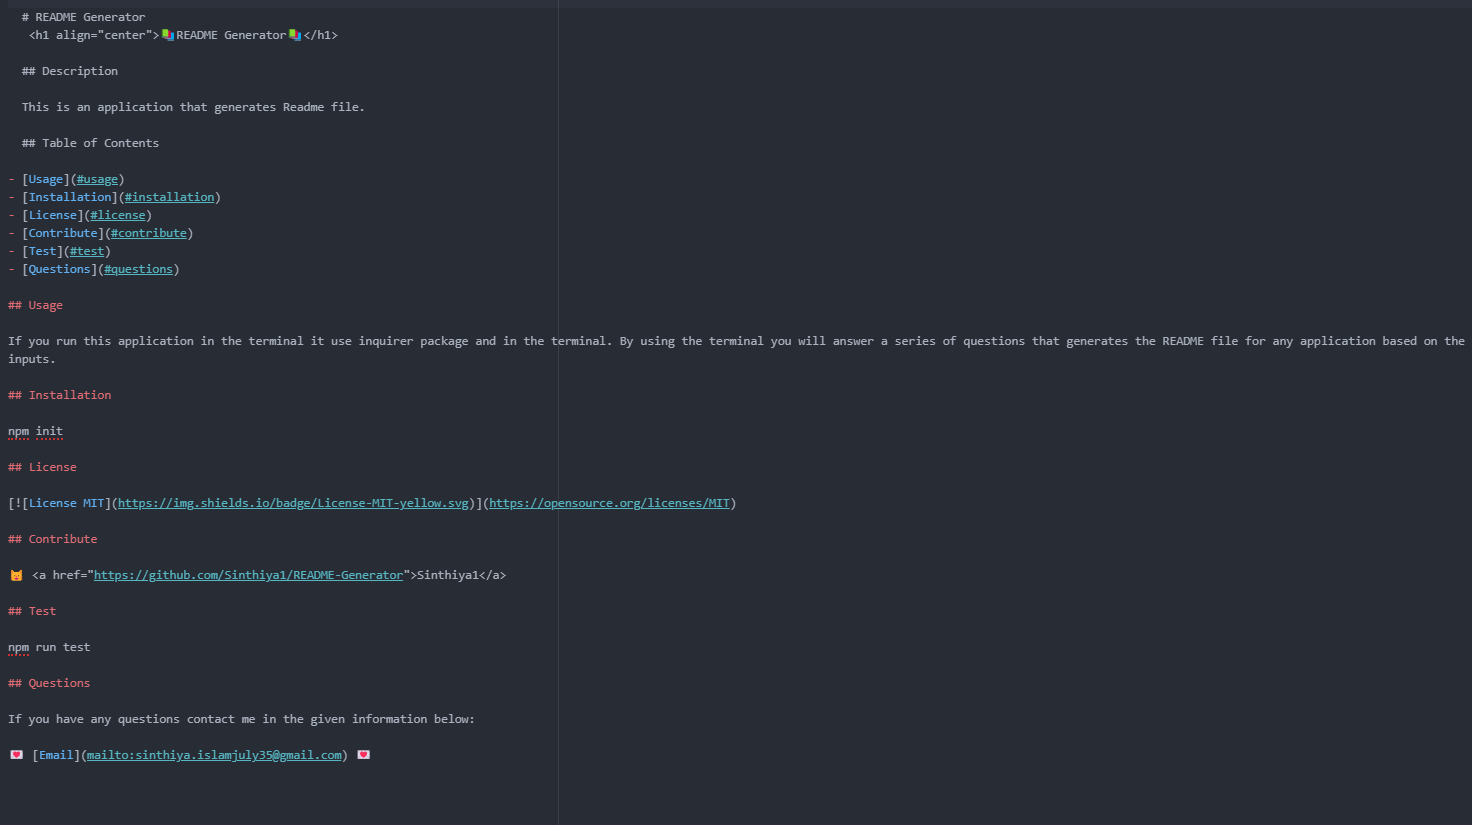 # README Generator
<h1 align="center">📚README Generator📚</h1>
## Description
This is an application that generates Readme file.
## Table of Contents
- [Usage](#usage)
- [Installation](#installation)
- [License](#license)
- [Contribute](#contribute)
- [Test](#test)
- [Questions](#questions)
## Usage
If you run this application in the terminal it use inquirer package and in the terminal. By using the terminal you will answer a series of questions that generates the README file for any application based on the
inputs.
## Installation
npm init
## License
[![License MIT](https://img.shields.io/badge/License-MIT-yellow.svg)](https://opensource.org/licenses/MIT)
## Contribute
😺 <a href="https://github.com/Sinthiya1/README-Generator">Sinthiya1</a>
## Test
npm run test
## Questions
If you have any questions contact me in the given information below:
💌 [Email](mailto:sinthiya.islamjuly35@gmail.com) 💌